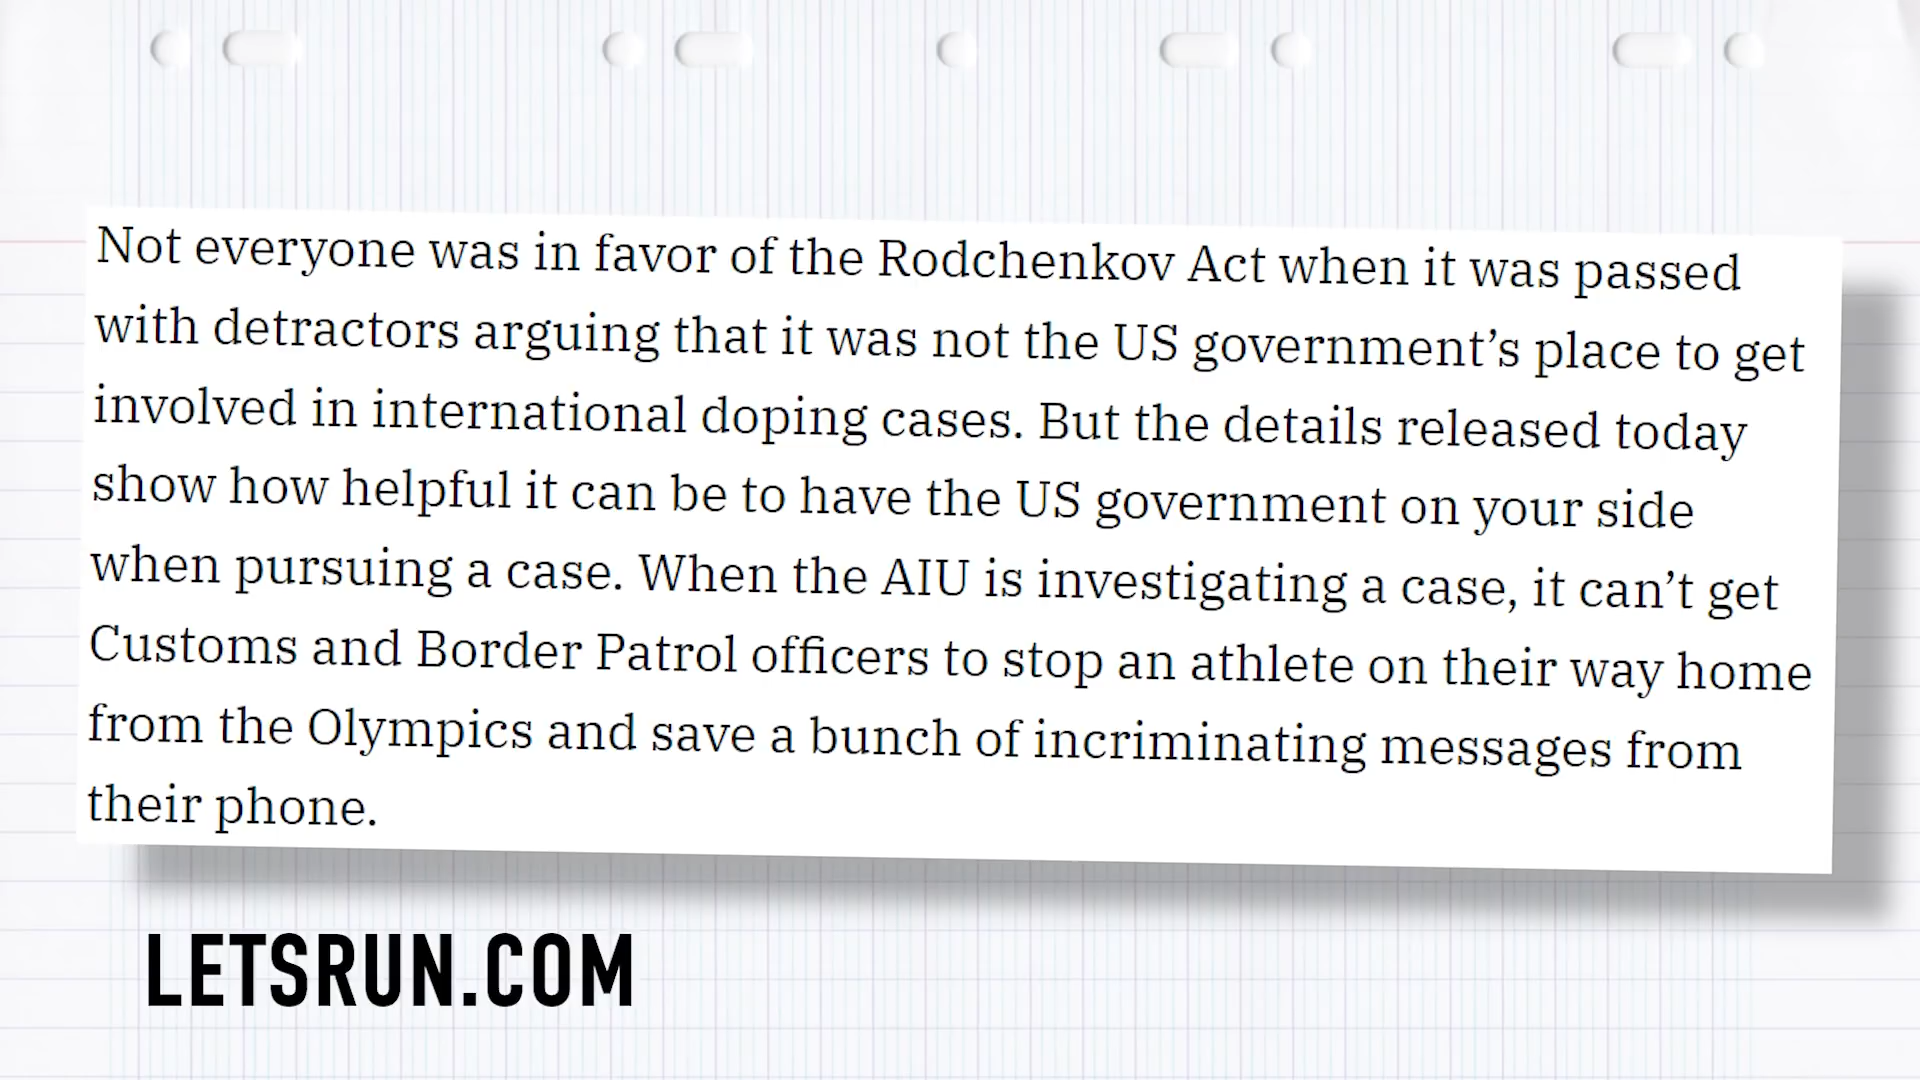 Not everyone was in favor of the Rodchenkov Act when it was passed
with detractors arguing that it was not the US government’s place to get
involved in international doping cases. But the details released today
show how helpful it can be to have the US government on your side
when pursuing a case. When the AIU is investigating a case, it can’t get
Customs and Border Patrol officers to stop an athlete on their way home
from the Olympics and save a bunch of incriminating messages from
their phone.
LETSRUN.COM